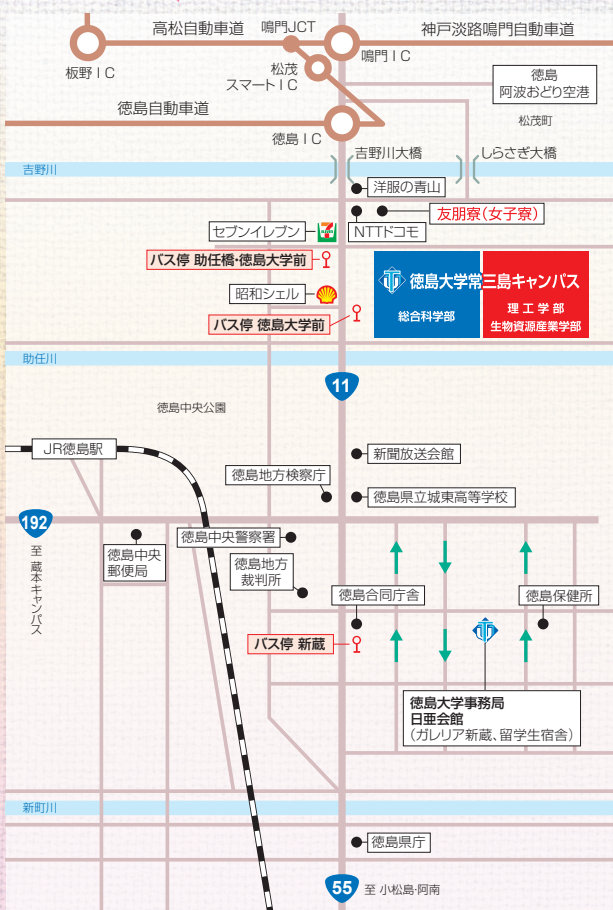 高松自動車道
鳴門JCT
神戸淡路鳴門自動車道
板野IC
松茂
スマートIC
鳴門IC
徳島
阿波おどり空港
徳島自動車道
松茂町
徳島IC
吉野川大橋
しらさぎ大橋
吉野川
洋服の青山
友朋寮(女子寮)
NTTドコモ
セブンイレブン
バス停 助任橋・徳島大学前
徳島大学常三島キャンパス
総合科学部
理工学部
生物資源産業学部
昭和シェル
バス停 徳島大学前
助任川
11
徳島中央公園
JR徳島駅
新聞放送会館
徳島地方検察庁
徳島県立城東高等学校
192
至 蔵本キャンパス
徳島中央
郵便局
徳島中央警察署
徳島地方
裁判所
徳島合同庁舎
徳島保健所
バス停 新蔵
徳島大学事務局
日亜会館
(ガレリア新蔵、留学生宿舎)
新町川
徳島県庁
55
至 小松島・阿南